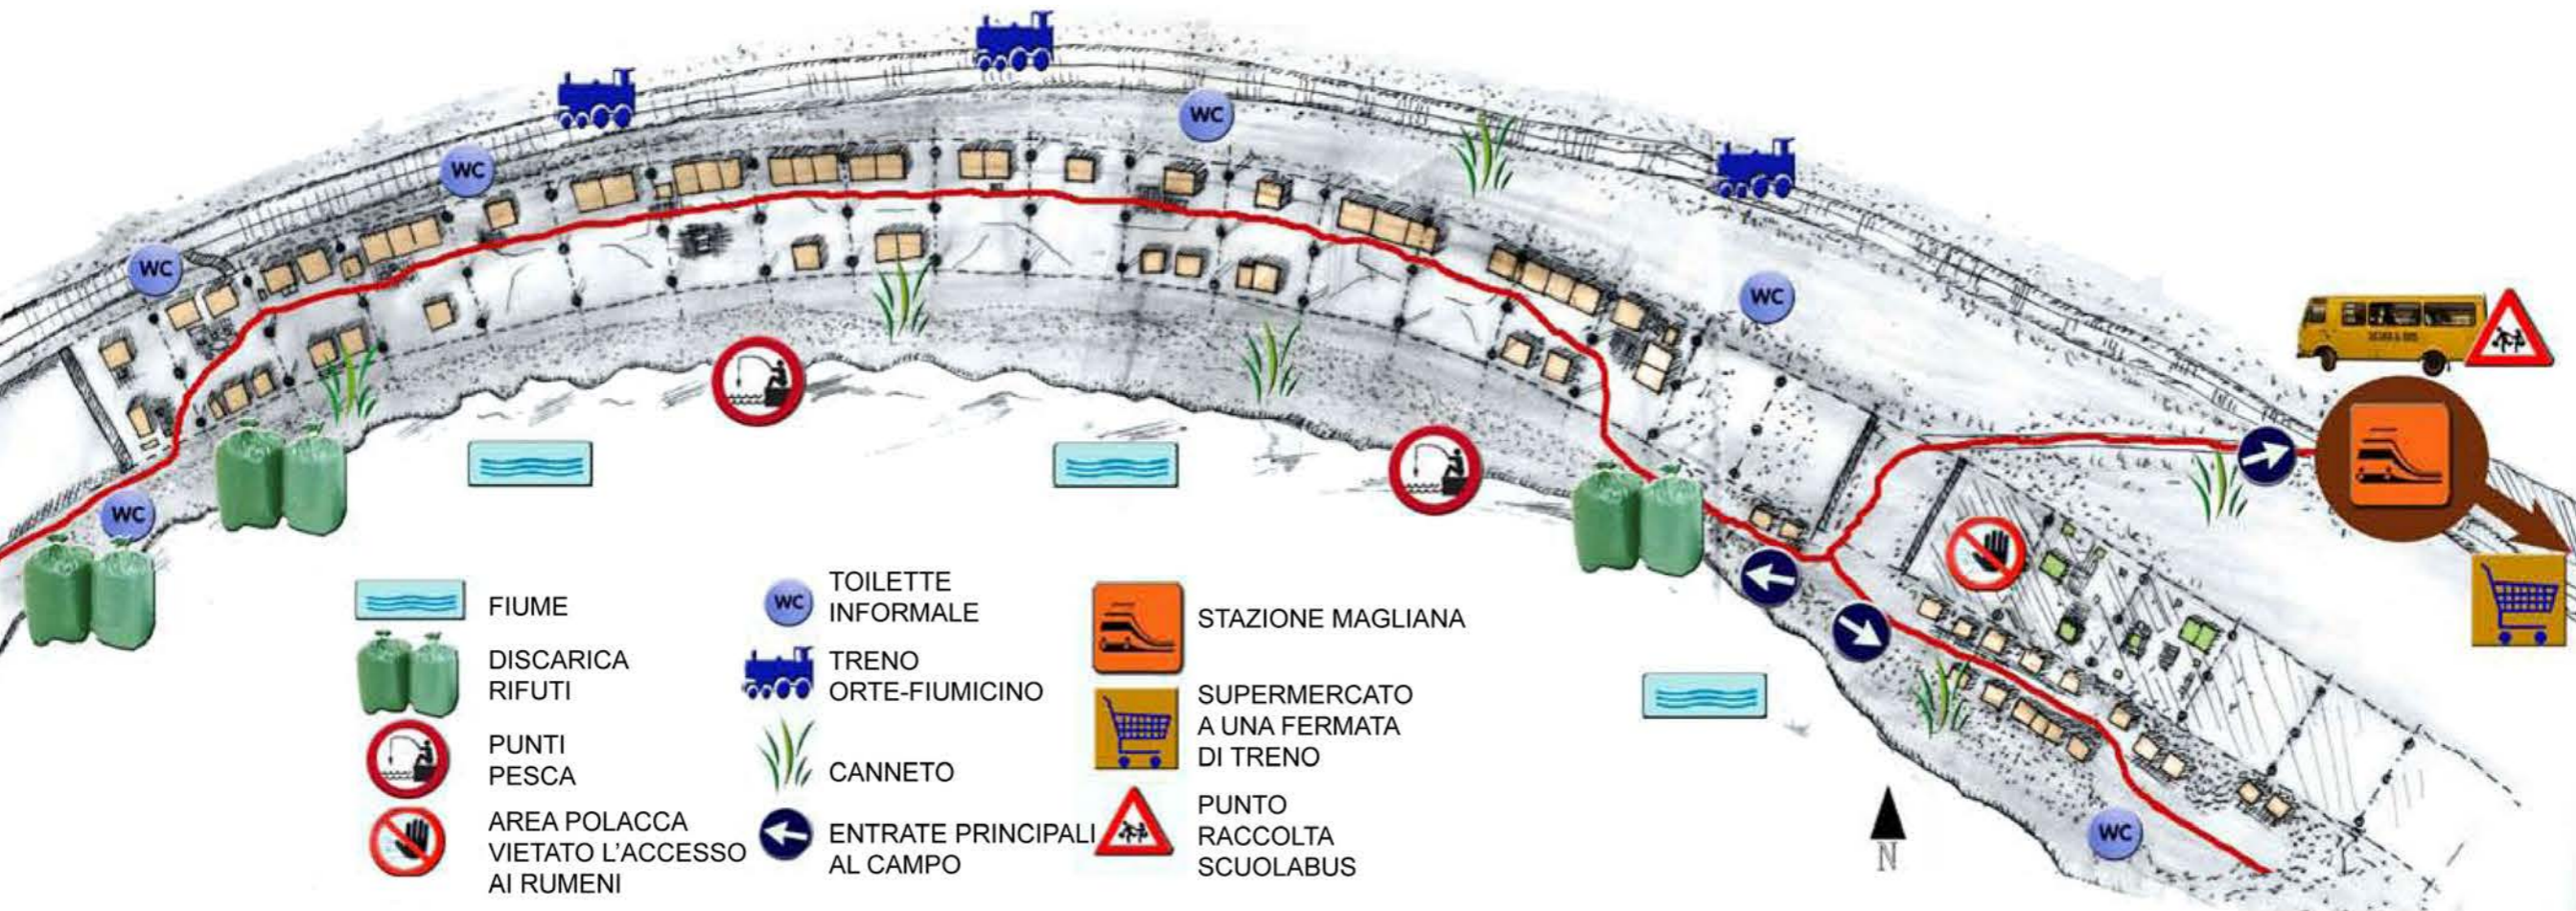 WC
WC
WC
WC
WC
FIUME
DISCARICA
RIFUTI
PUNTI
PESCA
AREA POLACCA
VIETATO L'ACCESSO
AI RUMENI
WC
TOILETTE
INFORMALE
TRENO
ORTE-FIUMICINO
CANNETO
ENTRATE PRINCIPALI
AL CAMPO
STAZIONE MAGLIANA
SUPERMERCATO
A UNA FERMATA
DI TRENO
PUNTO
RACCOLTA
SCUOLABUS
N
WC